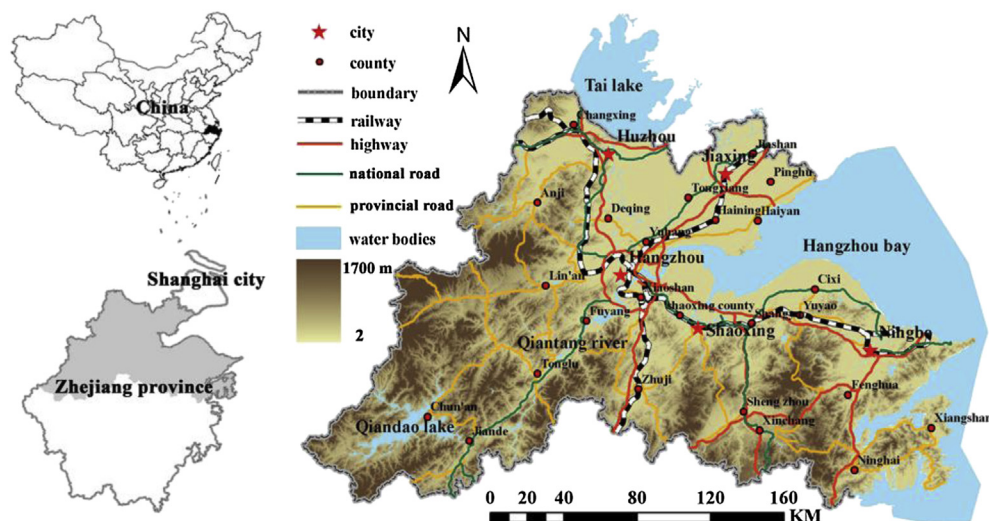 China
Shanghai city
Zhejiang province
city
county
boundary
railway
highway
national road
provincial road
water bodies
1700 m
2
N
Tai lake
Changxing
Huzhou
Jiashan
Jiaxing
Pinghu
Anji
Tongxiang
Deqing
Haining
Haiyan
Yuhang
Hangzhou bay
Hangzhou
Lin'an
Cixi
Xiaoshan
Fuyang
Shaoxing county
Yuyao
Shaoxing
Ningbo
Qiantang river
Tonglu
Zhuji
Fenghua
Chun'an
Sheng zhou
Qiandao lake
Xinchang
Xiangshan
Jiande
Ninghai
0 20 40 80 120 160
KM